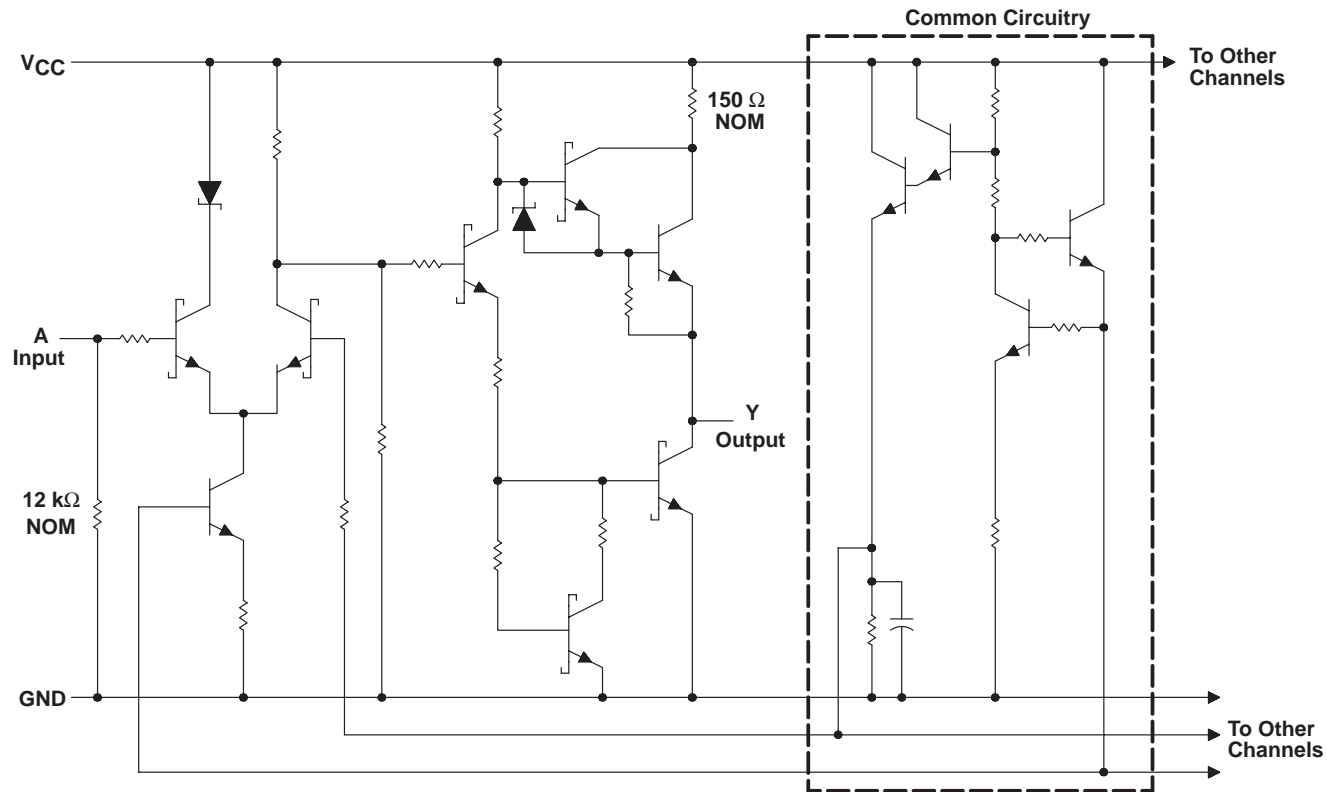 Common Circuitry
VCC
To Other
Channels
150 Ω
NOM
A
Input
Y
Output
12 kΩ
NOM
GND
To Other
Channels